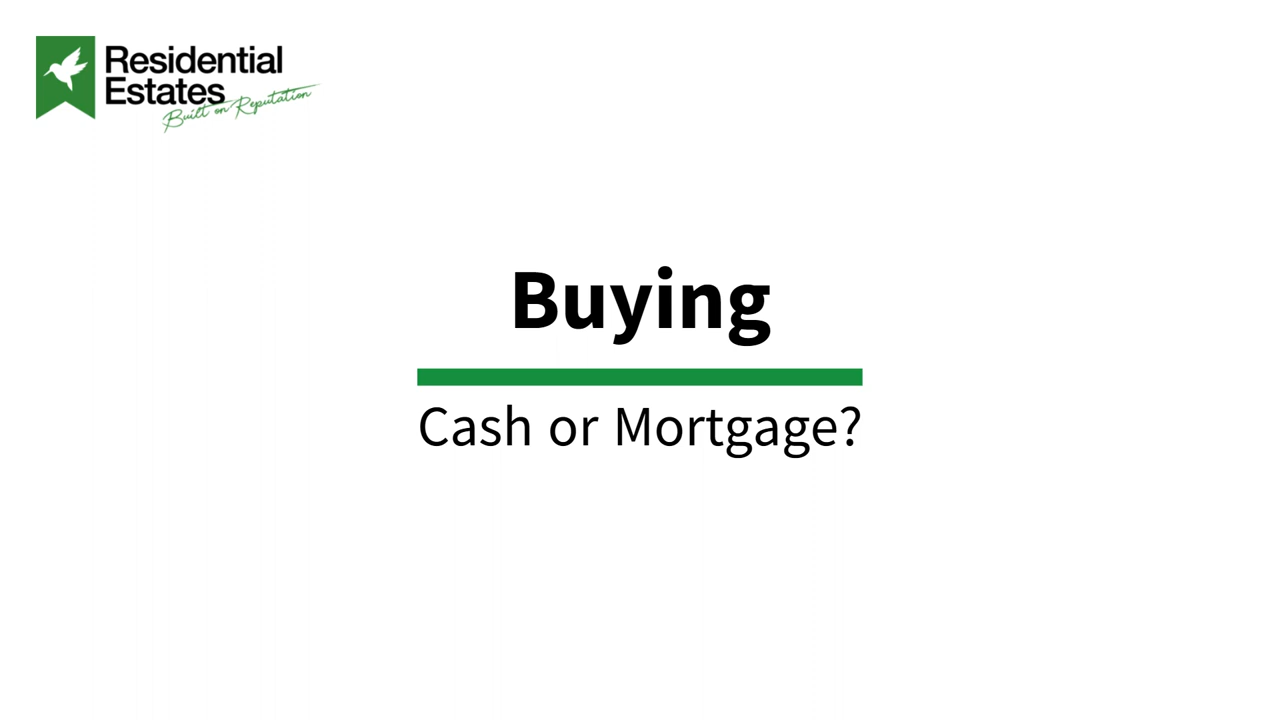 Residential
Estates
Built on Reputation
Buying
Cash or Mortgage?